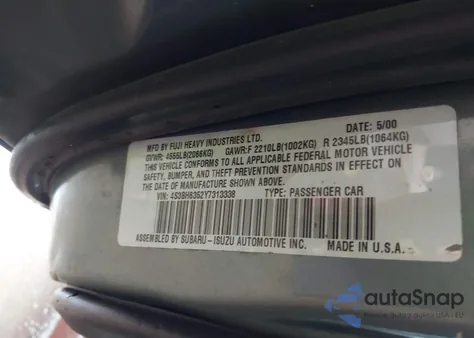 MFD BY FUJI HEAVY INDUSTRIES LTD. DATE: 5/00
GVWR: 4555LB(2066KG) GAWR:F 2210LB(1002KG) R 2345LB(1064KG)
THIS VEHICLE CONFORMS TO ALL APPLICABLE FEDERAL MOTOR VEHICLE
SAFETY, BUMPER, AND THEFT PREVENTION STANDARDS IN EFFECT ON
THE DATE OF MANUFACTURE SHOWN ABOVE.
VIN: 4S3BH6352Y7313338 TYPE: PASSENGER CAR
ASSEMBLED BY SUBARU-ISUZU AUTOMOTIVE INC. MADE IN U.S.A.
autoSnap